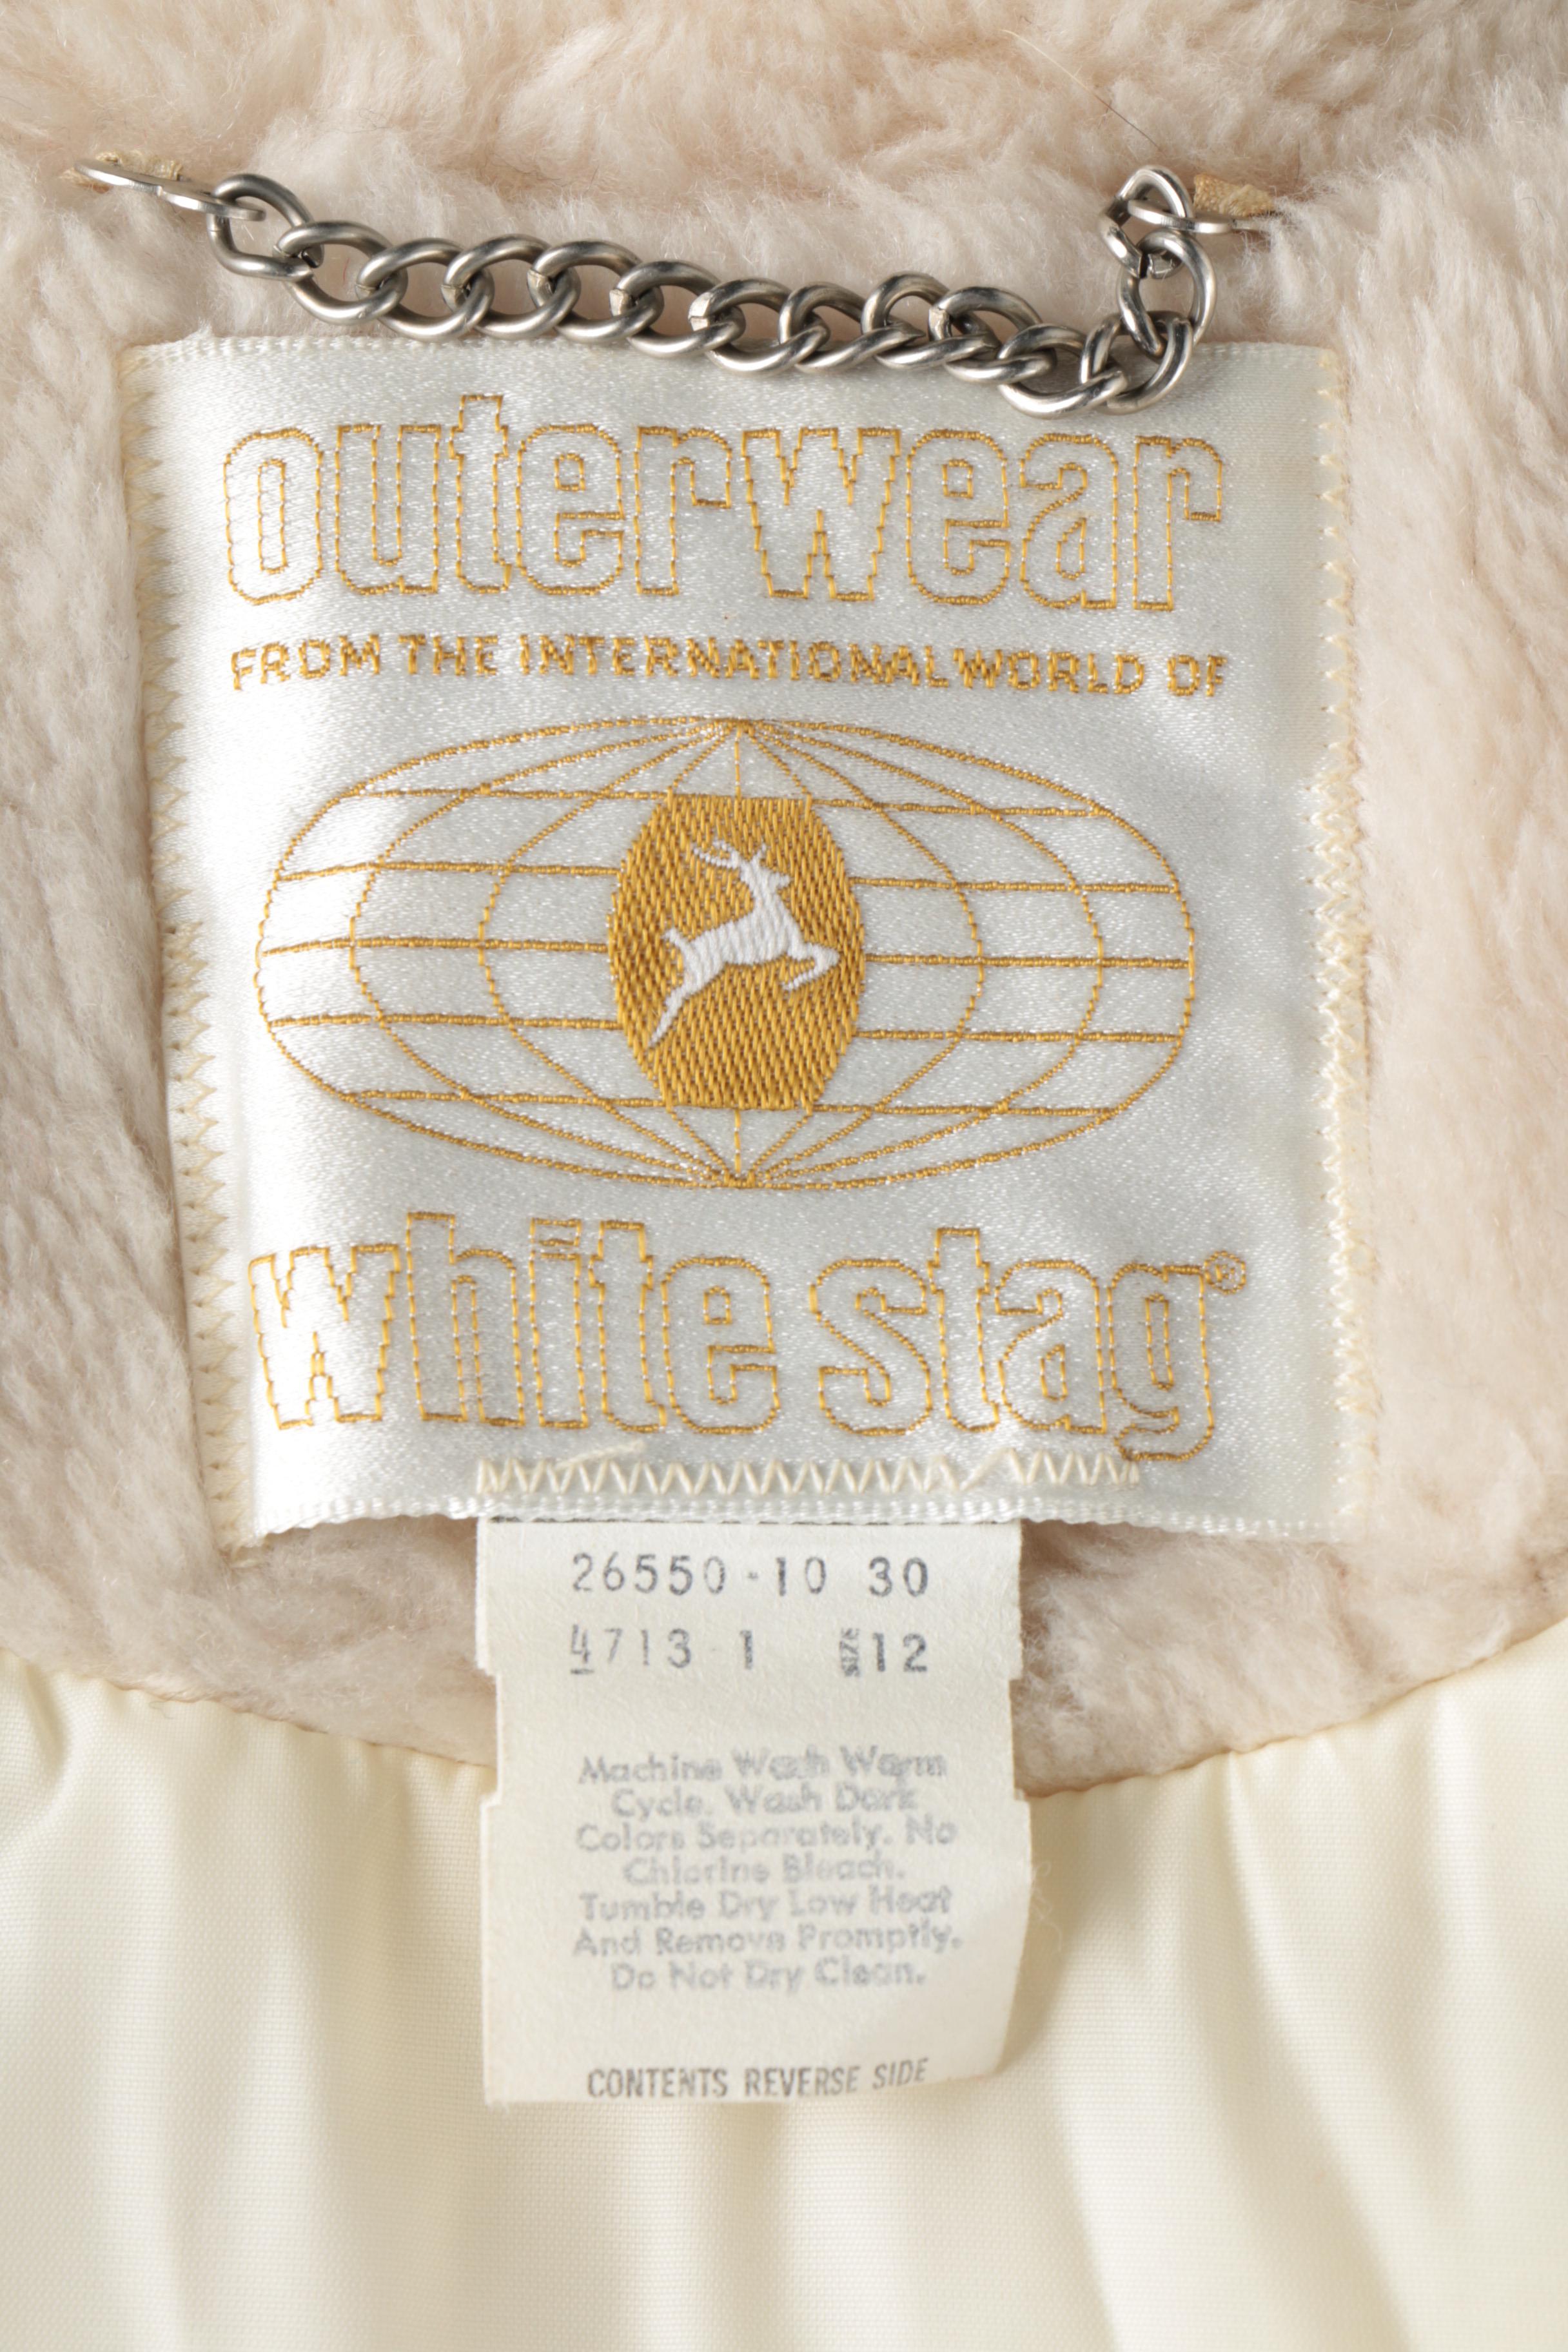 outerwear
FROM THE INTERNATIONAL WORLD OF
white stag®
26550-10 30
4713 1 SIZE 12
Machine Wash Warm
Cycle. Wash Dark
Colors Separately. No
Chlorine Bleach.
Tumble Dry Low Heat
And Remove Promptly.
Do Not Dry Clean.
CONTENTS REVERSE SIDE